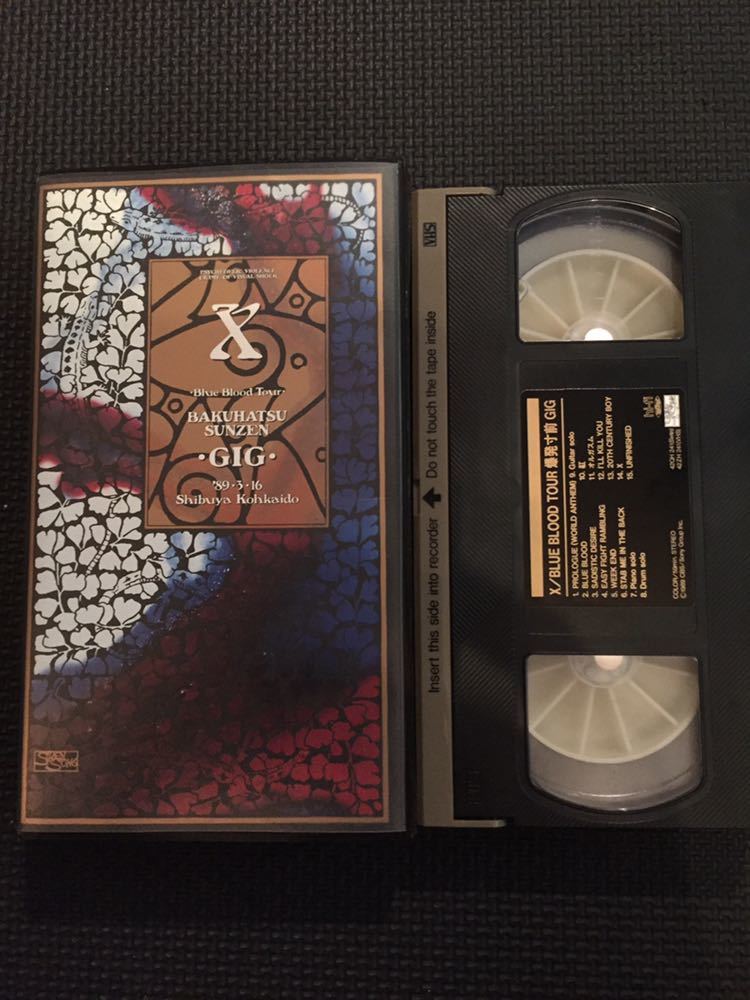 PSYCHEDELIC VIOLENCE
CRIME OF VISUAL SHOCK
X
·Blue Blood Tour·
BAKUHATSU
SUNZEN
·GIG·
'89·3·16
Shibuya Kohkaido
VHS
Insert this side into recorder Do not touch the tape inside
X/BLUE BLOOD TOUR 爆発寸前 GIG
1. PROLOGUE (WORLD ANTHEM)
2. BLUE BLOOD
3. SADISTIC DESIRE
4. EASY FIGHT RAMBLING
5. WEEK END
6. STAB ME IN THE BACK
7. Piano solo
8. Drum solo
9. Guitar solo
10. 紅
11. オルガスム
12. I'LL KILL YOU
13. 20TH CENTURY BOY
14. X
15. UNFINISHED
hi-fi